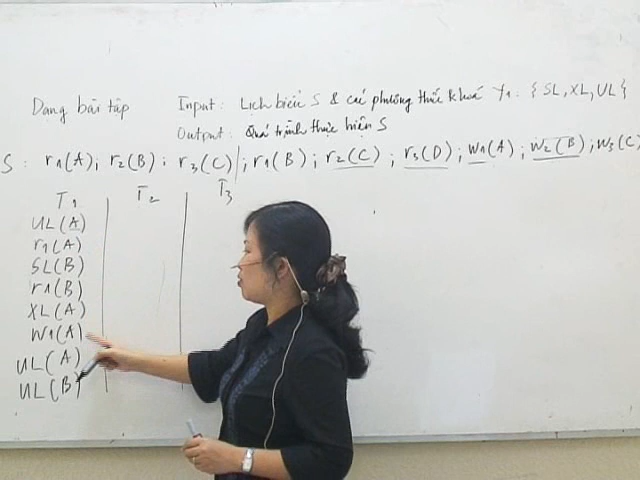 Dạng bài tập Input: Lịch biểu S & các phương thức khoá γ1: {SL, XL, UL}
Output: Quá trình thực hiện S
S: r1(A); r2(B); r3(C) ; r1(B); r2(C); r3(D); w1(A); w2(B); w3(C)
T1 T2 T3
UL(A)
r1(A)
SL(B)
r1(B)
XL(A)
W1(A)
UL(A)
UL(B)